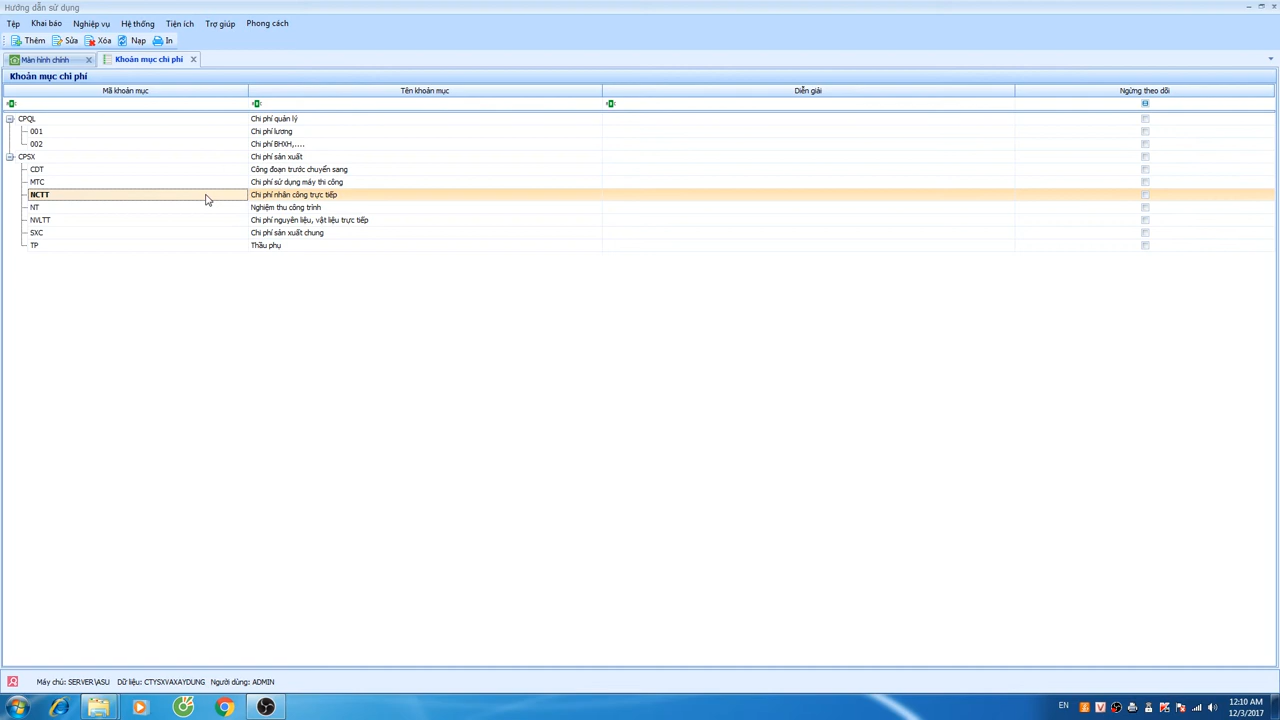 Hướng dẫn sử dụng
Tệp Khai báo Nghiệp vụ Hệ thống Tiện ích Trợ giúp Phong cách
Thêm Sửa Xóa Nạp In
Màn hình chính Khoản mục chi phí
Khoản mục chi phí
Mã khoản mục Tên khoản mục Diễn giải Ngừng theo dõi
CPQL Chi phí quản lý
001 Chi phí lương
002 Chi phí BHXH,....
CPSX Chi phí sản xuất
CDT Công đoạn trước chuyển sang
MTC Chi phí sử dụng máy thi công
NCTT Chi phí nhân công trực tiếp
NT Nghiệm thu công trình
NVLTT Chi phí nguyên liệu, vật liệu trực tiếp
SXC Chi phí sản xuất chung
TP Thầu phụ
Máy chủ: SERVER\ASU Dữ liệu: CTYSXVAXAYDUNG Người dùng: ADMIN
EN 12:10 AM
12/3/2017